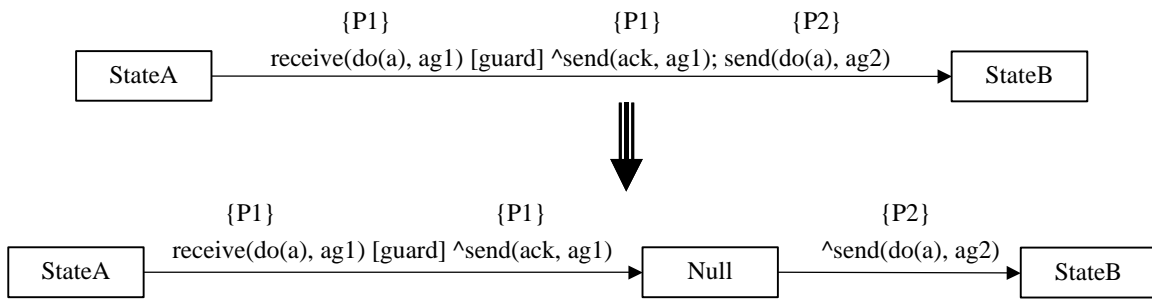 {P1} {P1} {P2}
receive(do(a), ag1) [guard] ^send(ack, ag1); send(do(a), ag2)
StateA StateB
{P1} {P1} {P2}
receive(do(a), ag1) [guard] ^send(ack, ag1) ^send(do(a), ag2)
StateA Null StateB